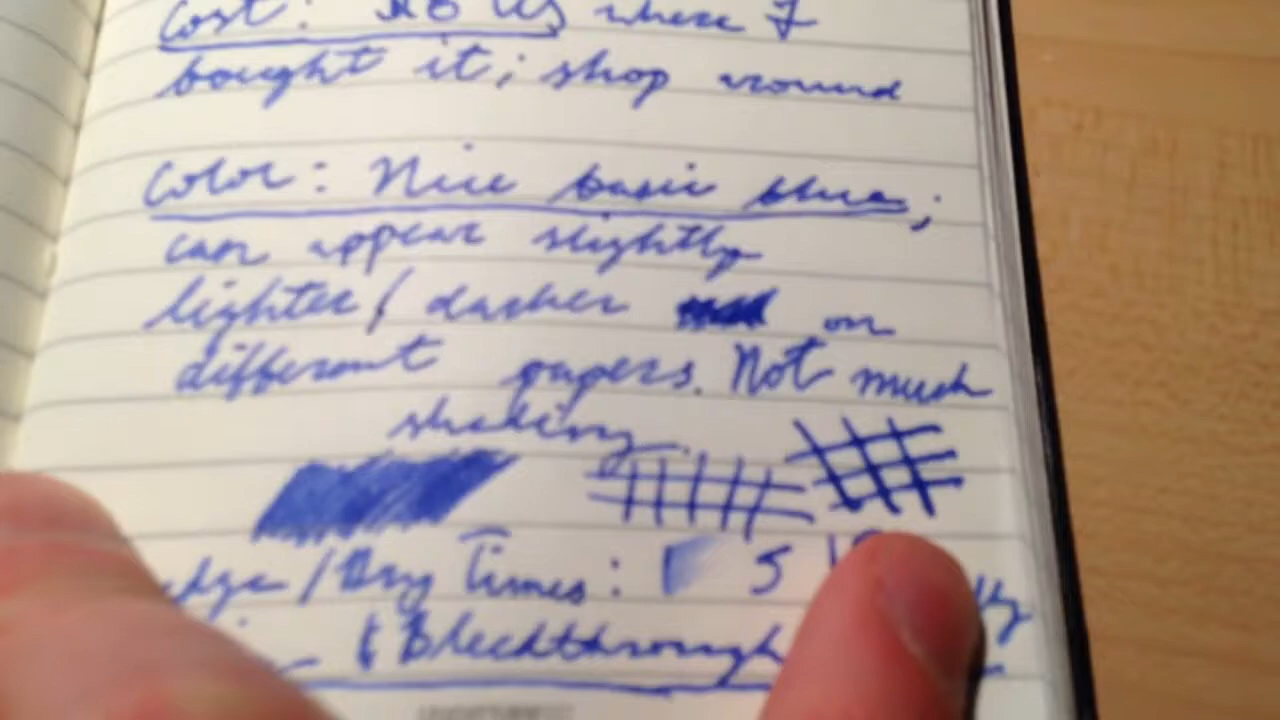 Cost: where I
bought it; shop around
Color: Nice basic blue;
can appear slightly
lighter/darker on
different papers. Not much
shading.
/Dry Times: 5
& Bleedthrough